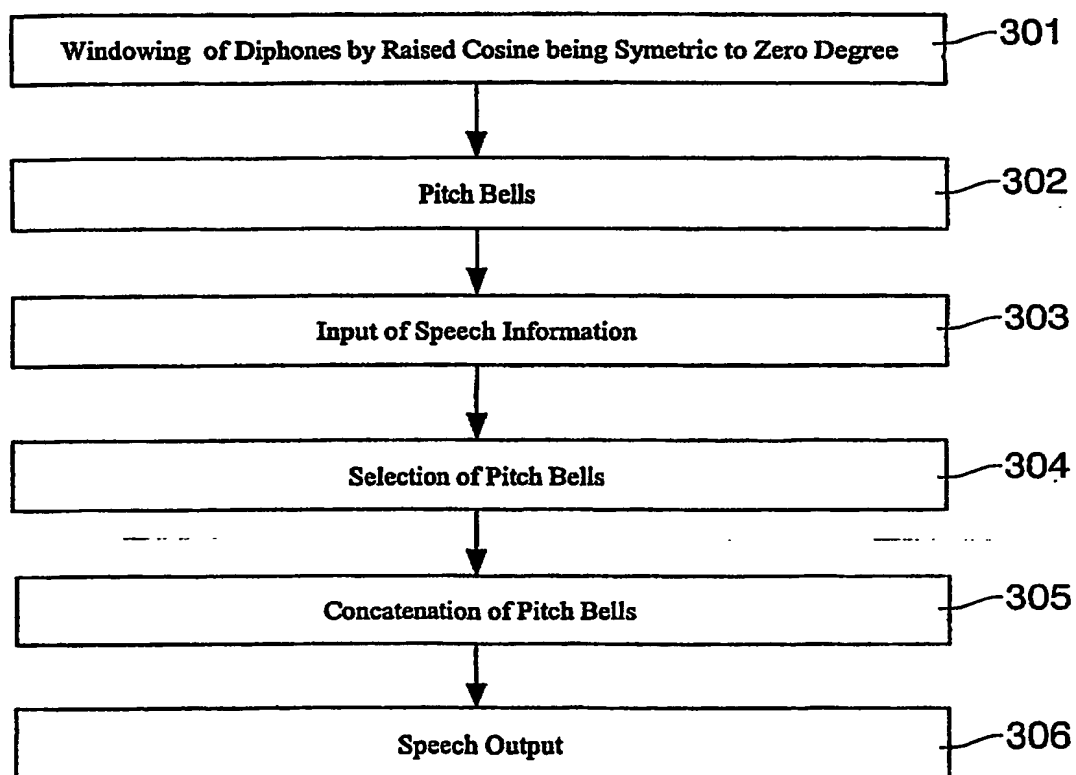 Windowing of Diphones by Raised Cosine being Symetric to Zero Degree 301
Pitch Bells 302
Input of Speech Information 303
Selection of Pitch Bells 304
Concatenation of Pitch Bells 305
Speech Output 306